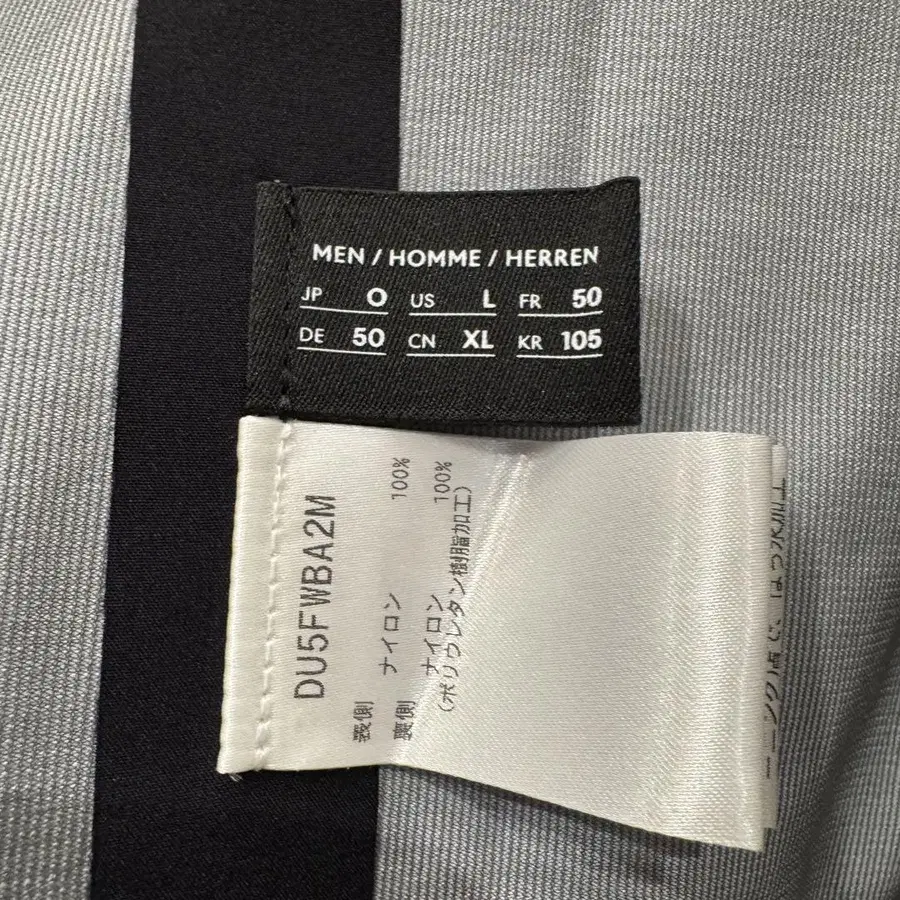 MEN / HOMME / HERREN
JP O US L FR 50
DE 50 CN XL KR 105
DU5FWBA2M
表側 ナイロン 100%
裏側 ナイロン 100%
(ポリウレタン樹脂加工)